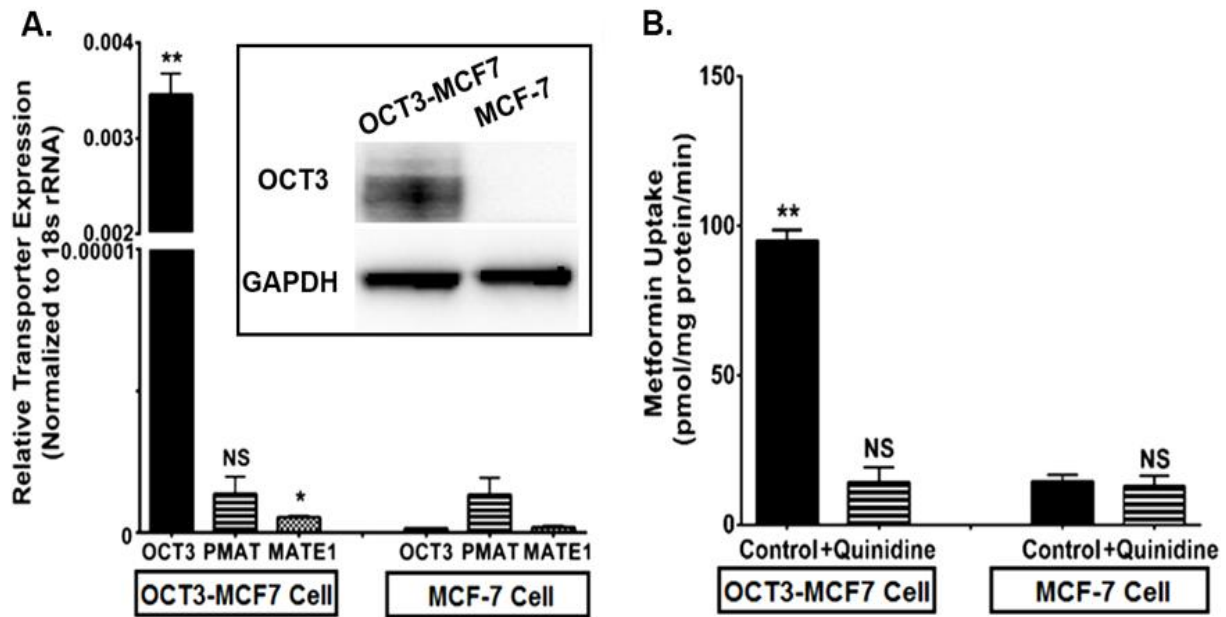 A.
Relative Transporter Expression
(Normalized to 18s rRNA)
0.004
0.003
0.002
0.00001
0
**
NS
*
OCT3-MCF7
MCF-7
OCT3
GAPDH
OCT3 PMAT MATE1
OCT3 PMAT MATE1
OCT3-MCF7 Cell
MCF-7 Cell
B.
Metformin Uptake
(pmol/mg protein/min)
150
100
50
0
**
NS
NS
Control+Quinidine
Control+Quinidine
OCT3-MCF7 Cell
MCF-7 Cell